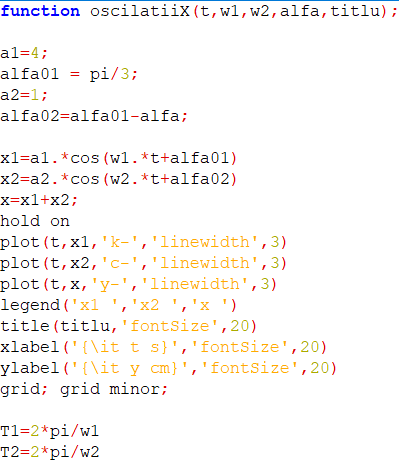 function oscilatiiX(t,w1,w2,alfa,titlu);
a1=4;
alfa01 = pi/3;
a2=1;
alfa02=alfa01-alfa;
x1=a1.*cos(w1.*t+alfa01)
x2=a2.*cos(w2.*t+alfa02)
x=x1+x2;
hold on
plot(t,x1,'k-','linewidth',3)
plot(t,x2,'c-','linewidth',3)
plot(t,x,'y-','linewidth',3)
legend('x1 ','x2 ','x ')
title(titlu,'fontSize',20)
xlabel('{\it t s}','fontSize',20)
ylabel('{\it y cm}','fontSize',20)
grid; grid minor;
T1=2*pi/w1
T2=2*pi/w2